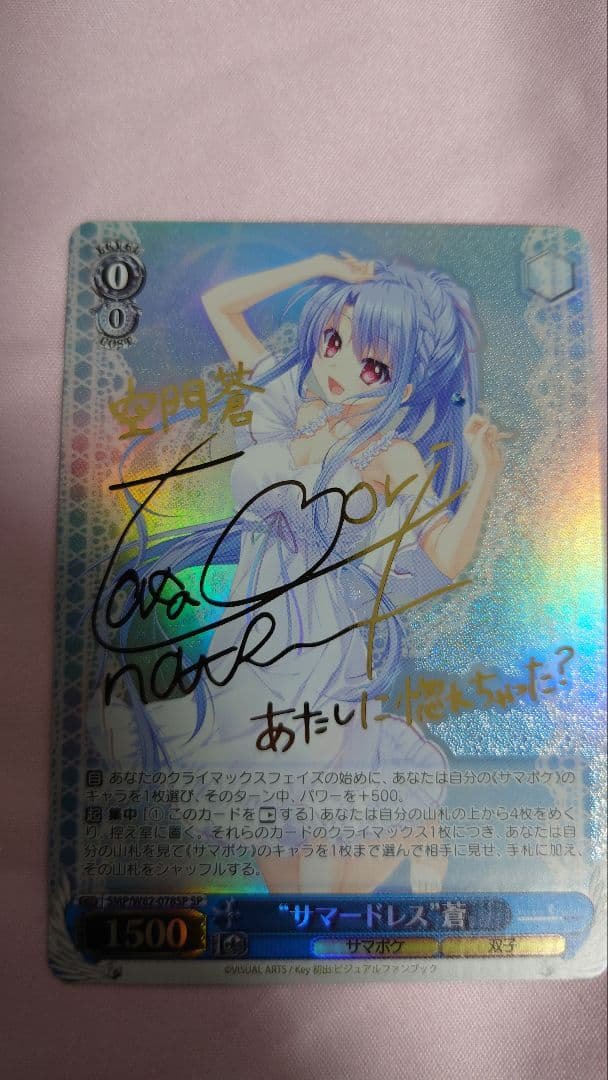 LEVEL
0
0
COST
空門蒼
あたしに惚れちゃった?
自 あなたのクライマックスフェイズの始めに、あなたは自分の《サマポケ》の
キャラを1枚選び、そのターン中、パワーを+500。
起 集中 [① このカードを する] あなたは自分の山札の上から4枚をめく
り、控え室に置く。それらのカードのクライマックス1枚につき、あなたは自
分の山札を見て《サマポケ》のキャラを1枚まで選んで相手に見せ、手札に加え、
その山札をシャッフルする。
SMP/W82-078SP SP
"サマードレス"蒼
1500
サマポケ 双子
©VISUAL ARTS / Key 初出:ビジュアルファンブック